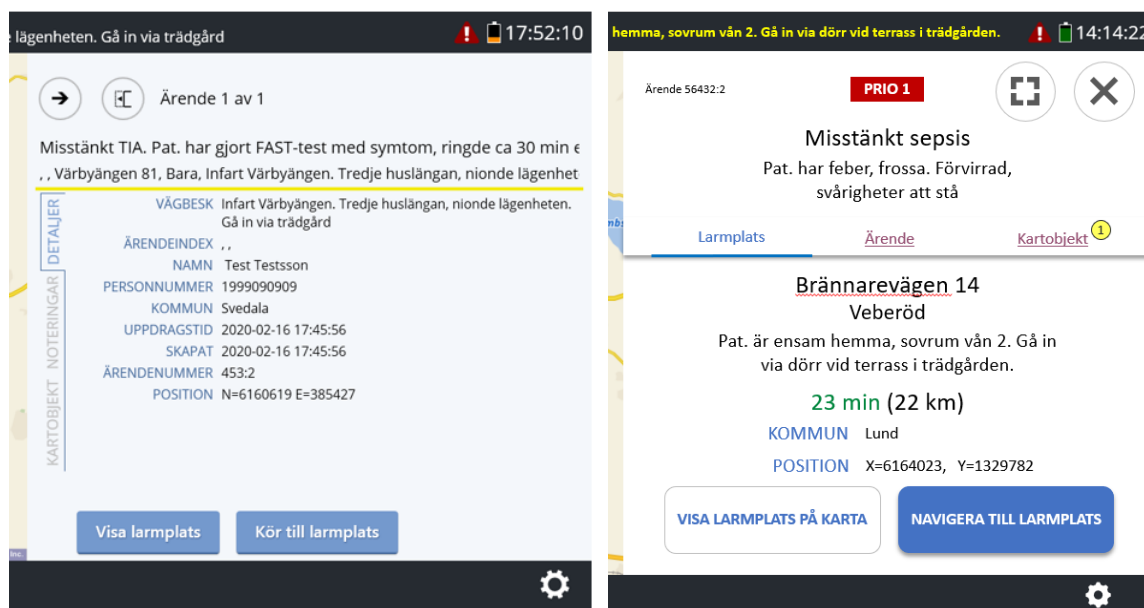 lägenheten. Gå in via trädgård
17:52:10
Ärende 1 av 1
Misstänkt TIA. Pat. har gjort FAST-test med symtom, ringde ca 30 min e
, , Värbyängen 81, Bara, Infart Värbyängen. Tredje huslängan, nionde lägenhet
DETALJER
NOTERINGAR
KARTOBJEKT
VÄGBESK Infart Värbyängen. Tredje huslängan, nionde lägenheten.
Gå in via trädgård
ÄRENDEINDEX , ,
NAMN Test Testsson
PERSONNUMMER 1999090909
KOMMUN Svedala
UPPDRAGSTID 2020-02-16 17:45:56
SKAPAT 2020-02-16 17:45:56
ÄRENDENUMMER 453:2
POSITION N=6160619 E=385427
Visa larmplats
Kör till larmplats
Inc.
hemma, sovrum vån 2. Gå in via dörr vid terrass i trädgården.
14:14:22
Ärende 56432:2
PRIO 1
Misstänkt sepsis
Pat. har feber, frossa. Förvirrad,
svårigheter att stå
Larmplats
Ärende
Kartobjekt 1
Brännarevägen 14
Veberöd
Pat. är ensam hemma, sovrum vån 2. Gå in
via dörr vid terrass i trädgården.
23 min (22 km)
KOMMUN Lund
POSITION X=6164023, Y=1329782
VISA LARMPLATS PÅ KARTA
NAVIGERA TILL LARMPLATS